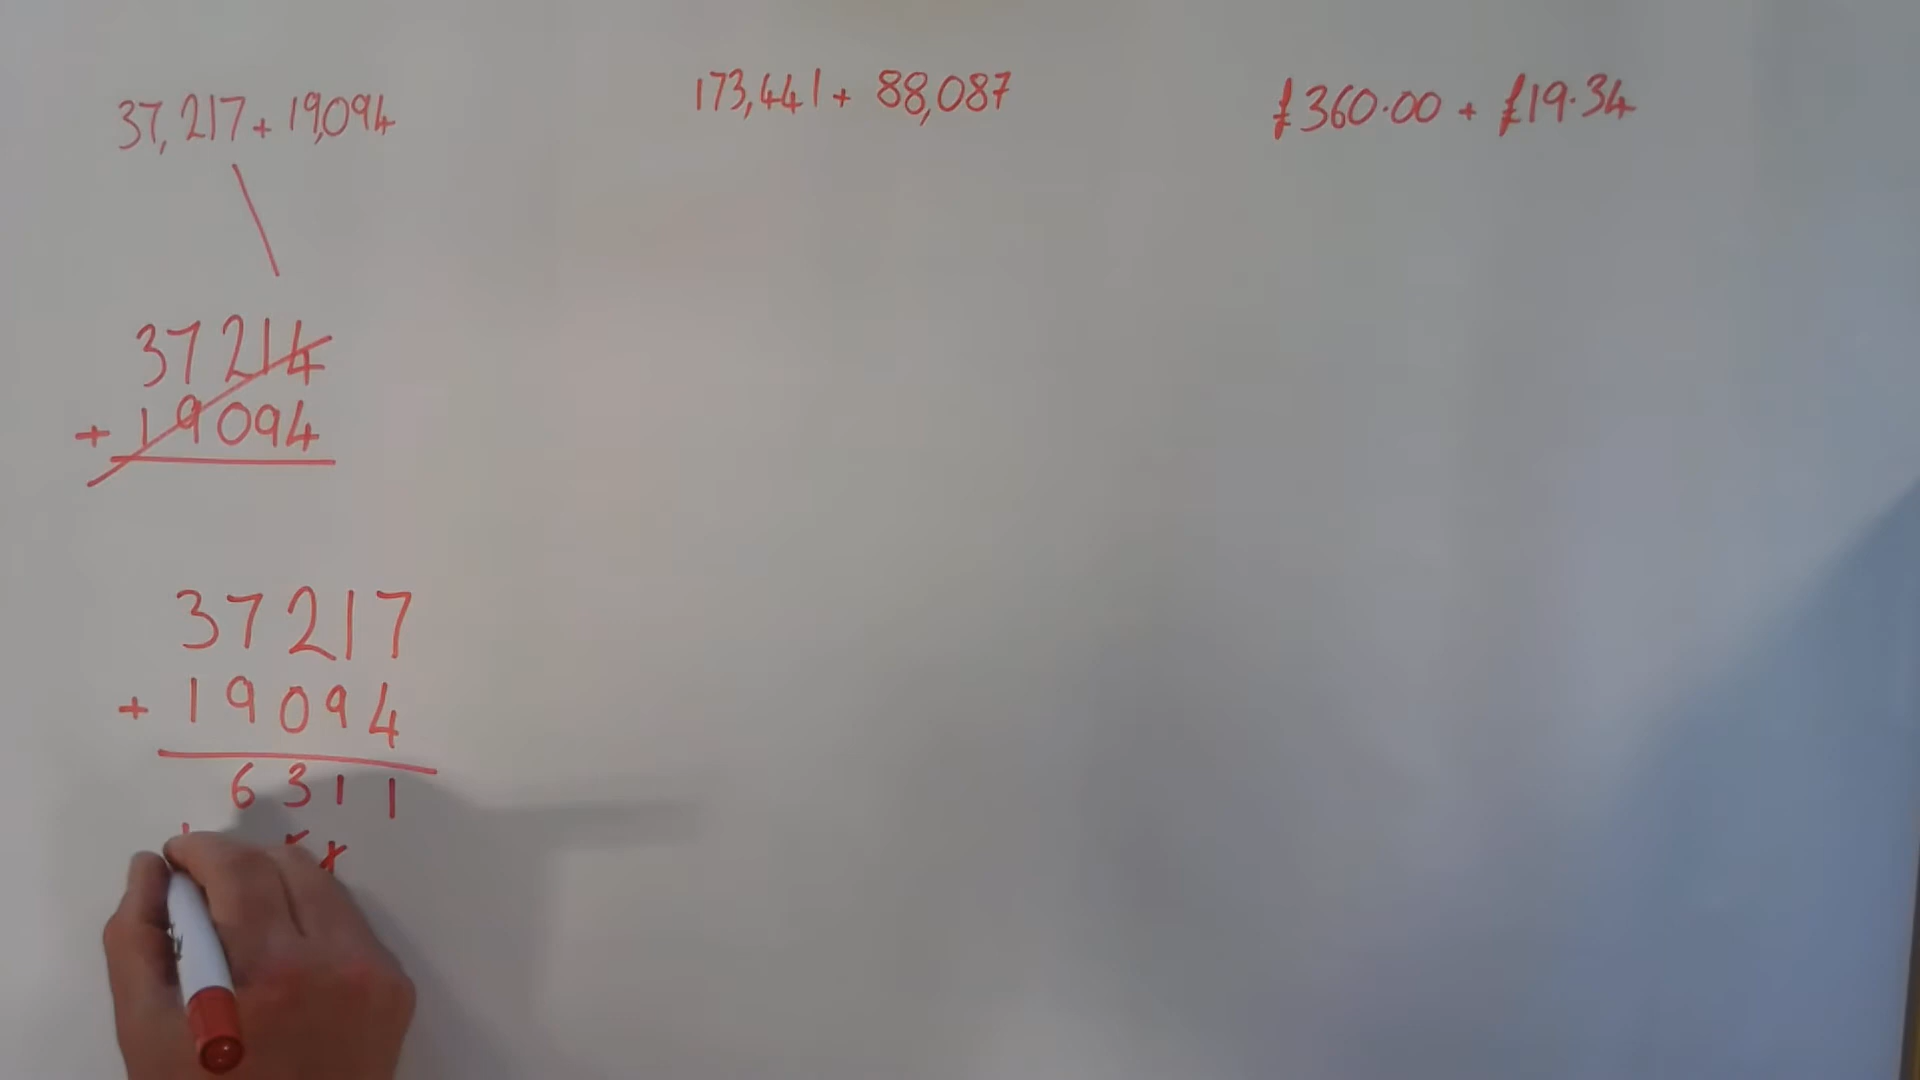 37,217 + 19,094
173,441 + 88,087
£360.00 + £19.34
37214
+ 19094
37217
+ 19094
6311